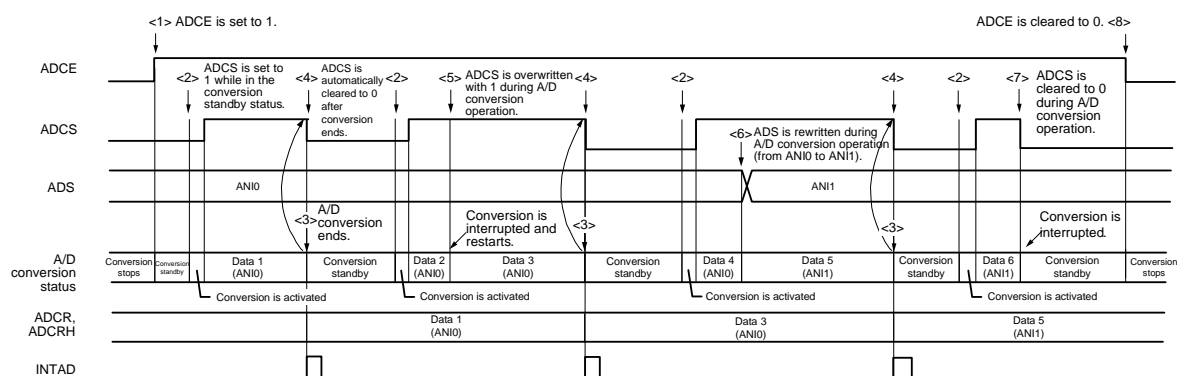 <1> ADCE is set to 1.
ADCE is cleared to 0. <8>
ADCE
<2>
ADCS is set to
1 while in the
conversion
standby status.
<4>
ADCS is
automatically
cleared to 0
after
conversion
ends.
<2>
<5>
ADCS is overwritten
with 1 during A/D
conversion
operation.
<4>
<2>
<4>
<2>
<7>
ADCS is
cleared to 0
during A/D
conversion
operation.
ADCS
<6>
ADS is rewritten during
A/D conversion operation
(from ANI0 to ANI1).
ADS
ANI0
ANI1
<3>
A/D
conversion
ends.
Conversion is
interrupted and
restarts.
<3>
<3>
Conversion is
interrupted.
A/D
conversion
status
Conversion
stops
Conversion
standby
Data 1
(ANI0)
Conversion
standby
Data 2
(ANI0)
Data 3
(ANI0)
Conversion
standby
Data 4
(ANI0)
Data 5
(ANI1)
Conversion
standby
Data 6
(ANI1)
Conversion
standby
Conversion
stops
Conversion is activated
Conversion is activated
Conversion is activated
Conversion is activated
ADCR,
ADCRH
Data 1
(ANI0)
Data 3
(ANI0)
Data 5
(ANI1)
INTAD